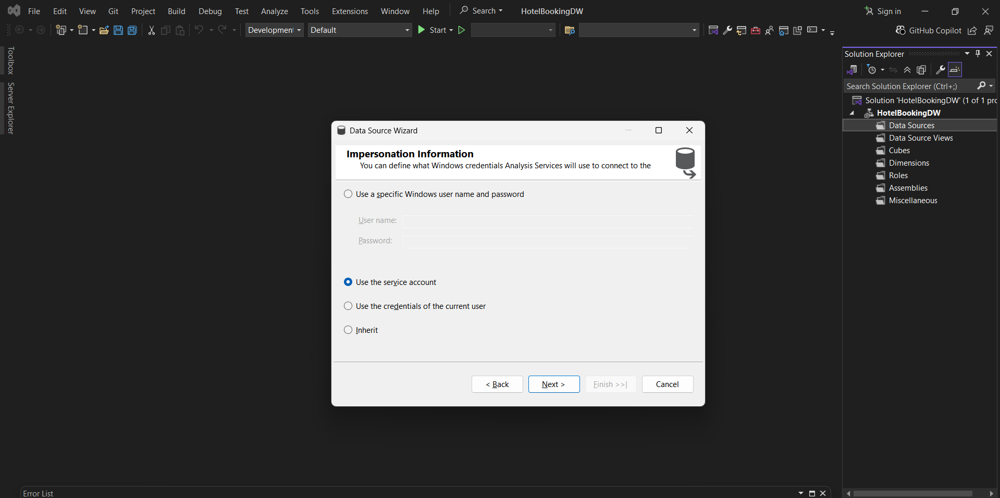 File Edit View Git Project Build Debug Test Analyze Tools Extensions Window Help Search HotelBookingDW Sign in
Development Default Start GitHub Copilot
Toolbox
Server Explorer
Solution Explorer
Search Solution Explorer (Ctrl+;)
Solution 'HotelBookingDW' (1 of 1 pro
HotelBookingDW
Data Sources
Data Source Views
Cubes
Dimensions
Roles
Assemblies
Miscellaneous
Data Source Wizard
Impersonation Information
You can define what Windows credentials Analysis Services will use to connect to the
Use a specific Windows user name and password
User name:
Password:
Use the service account
Use the credentials of the current user
Inherit
< Back Next > Finish >>| Cancel
Error List